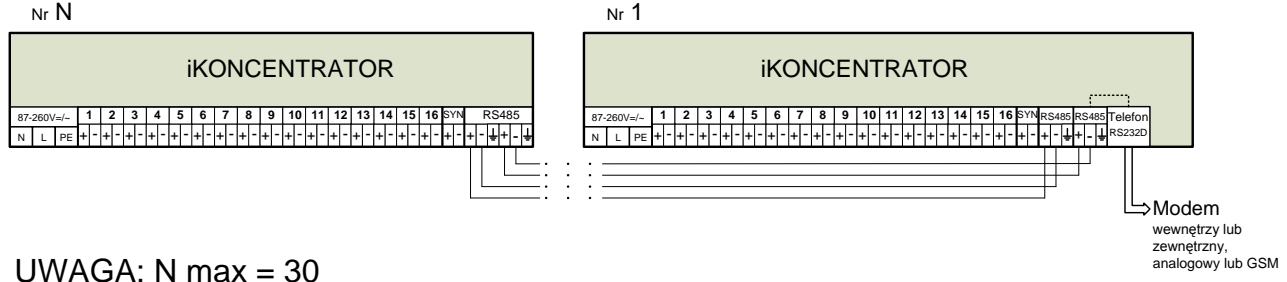 Nr N
iKONCENTRATOR
87-260V=/~ 1 2 3 4 5 6 7 8 9 10 11 12 13 14 15 16 SYN RS485
N L PE + - + - + - + - + - + - + - + - + - + - + - + - + - + - + - + - + - + - + -
Nr 1
iKONCENTRATOR
87-260V=/~ 1 2 3 4 5 6 7 8 9 10 11 12 13 14 15 16 SYN RS485 RS485 Telefon
N L PE + - + - + - + - + - + - + - + - + - + - + - + - + - + - + - + - + - + - + - RS232D
Modem
wewnętrzy lub
zewnętrzny,
analogowy lub GSM
UWAGA: N max = 30